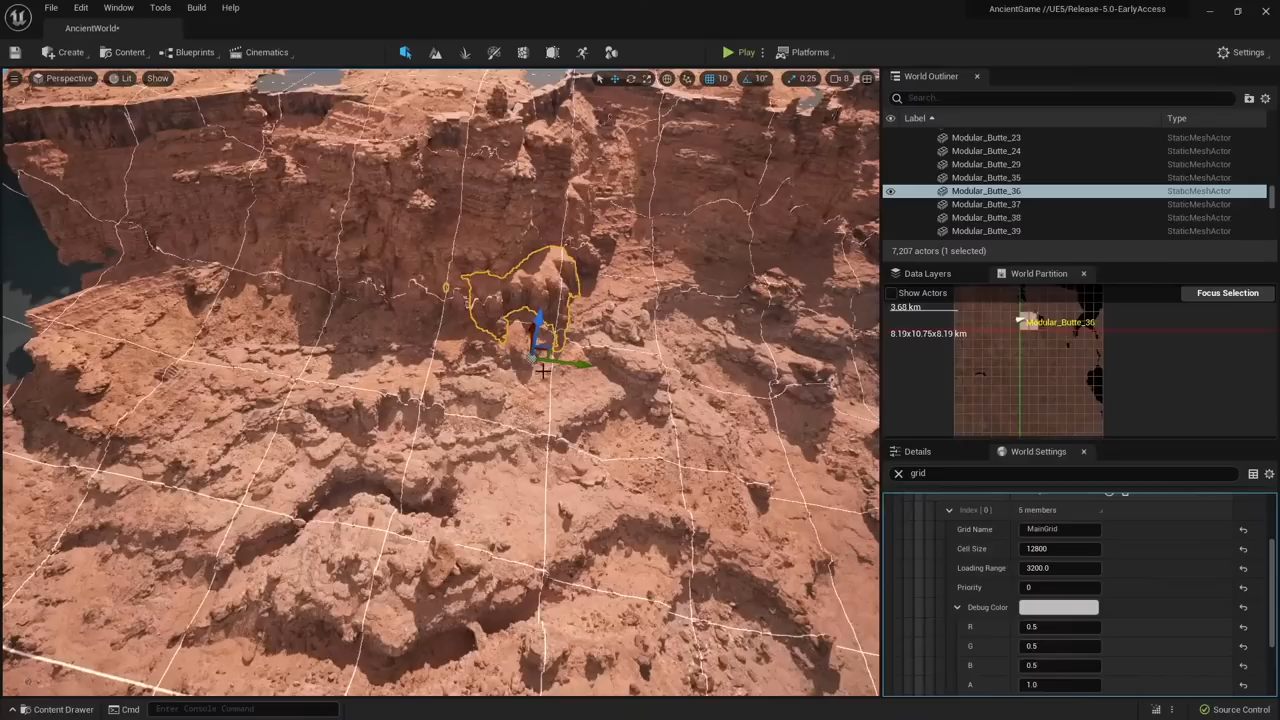 File Edit Window Tools Build Help
AncientGame //UE5/Release-5.0-EarlyAccess
AncientWorld*
Create Content Blueprints Cinematics Play Platforms Settings
Perspective Lit Show 10 10° 0.25 8
World Outliner
Search...
Label Type
Modular_Butte_23 StaticMeshActor
Modular_Butte_24 StaticMeshActor
Modular_Butte_29 StaticMeshActor
Modular_Butte_35 StaticMeshActor
Modular_Butte_36 StaticMeshActor
Modular_Butte_37 StaticMeshActor
Modular_Butte_38 StaticMeshActor
Modular_Butte_39 StaticMeshActor
7,207 actors (1 selected)
Data Layers World Partition
Show Actors Focus Selection
3.68 km
Modular_Butte_36
8.19x10.75x8.19 km
Details World Settings
grid
Index [ 0 ] 5 members
Grid Name MainGrid
Cell Size 12800
Loading Range 3200.0
Priority 0
Debug Color
R 0.5
G 0.5
B 0.5
A 1.0
Content Drawer Cmd Enter Console Command Source Control